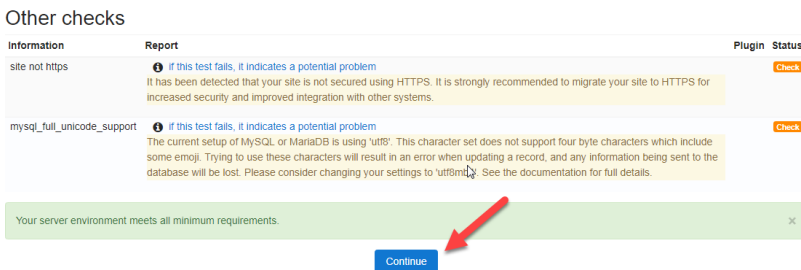 Other checks
Information Report Plugin Status
site not https if this test fails, it indicates a potential problem Check
It has been detected that your site is not secured using HTTPS. It is strongly recommended to migrate your site to HTTPS for
increased security and improved integration with other systems.
mysql_full_unicode_support if this test fails, it indicates a potential problem Check
The current setup of MySQL or MariaDB is using 'utf8'. This character set does not support four byte characters which include
some emoji. Trying to use these characters will result in an error when updating a record, and any information being sent to the
database will be lost. Please consider changing your settings to 'utf8mb4'. See the documentation for full details.
Your server environment meets all minimum requirements. ×
Continue